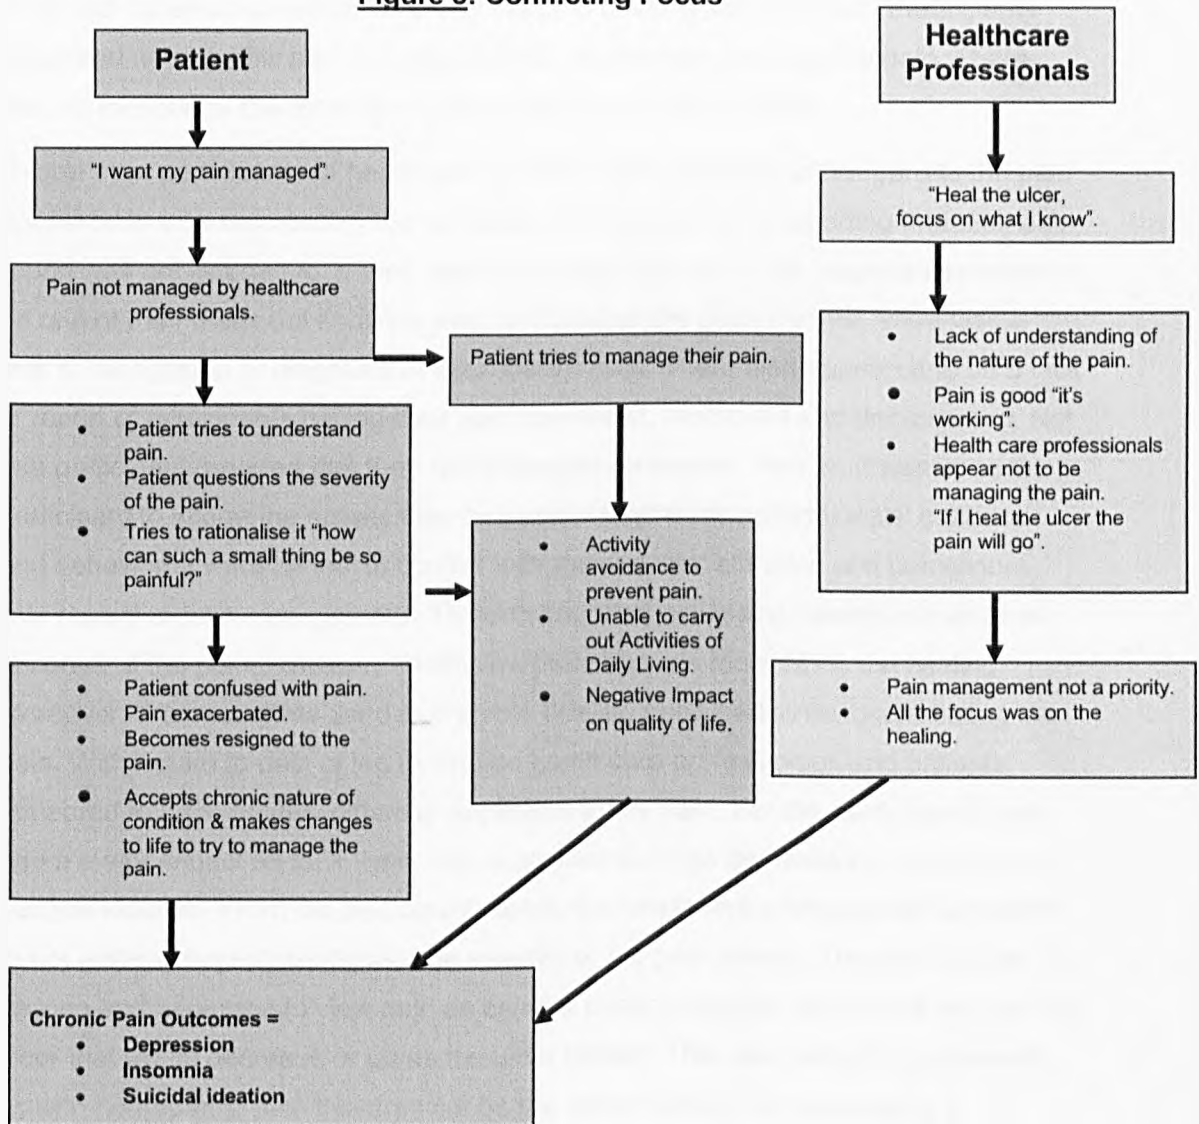 Figure 3: Conflicting Focus
Patient
"I want my pain managed".
Pain not managed by healthcare
professionals.
Patient tries to manage their pain.
• Patient tries to understand
pain.
• Patient questions the severity
of the pain.
• Tries to rationalise it "how
can such a small thing be so
painful?"
• Activity
avoidance to
prevent pain.
• Unable to carry
out Activities of
Daily Living.
• Negative Impact
on quality of life.
• Patient confused with pain.
• Pain exacerbated.
• Becomes resigned to the
pain.
• Accepts chronic nature of
condition & makes changes
to life to try to manage the
pain.
Healthcare
Professionals
"Heal the ulcer,
focus on what I know".
• Lack of understanding of
the nature of the pain.
• Pain is good "it's
working".
• Health care professionals
appear not to be
managing the pain.
• "If I heal the ulcer the
pain will go".
• Pain management not a priority.
• All the focus was on the
healing.
Chronic Pain Outcomes =
• Depression
• Insomnia
• Suicidal ideation